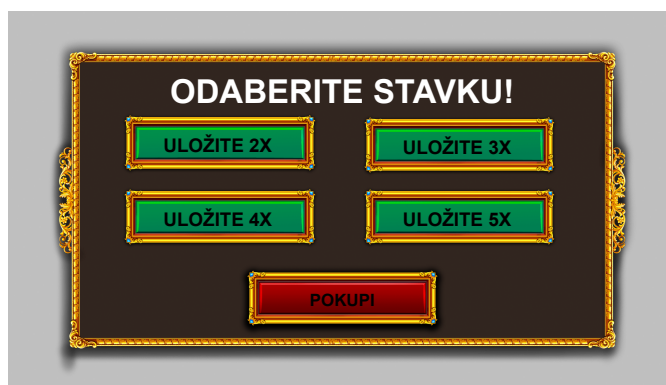 ODABERITE STAVKU!
ULOŽITE 2X
ULOŽITE 3X
ULOŽITE 4X
ULOŽITE 5X
POKUPI